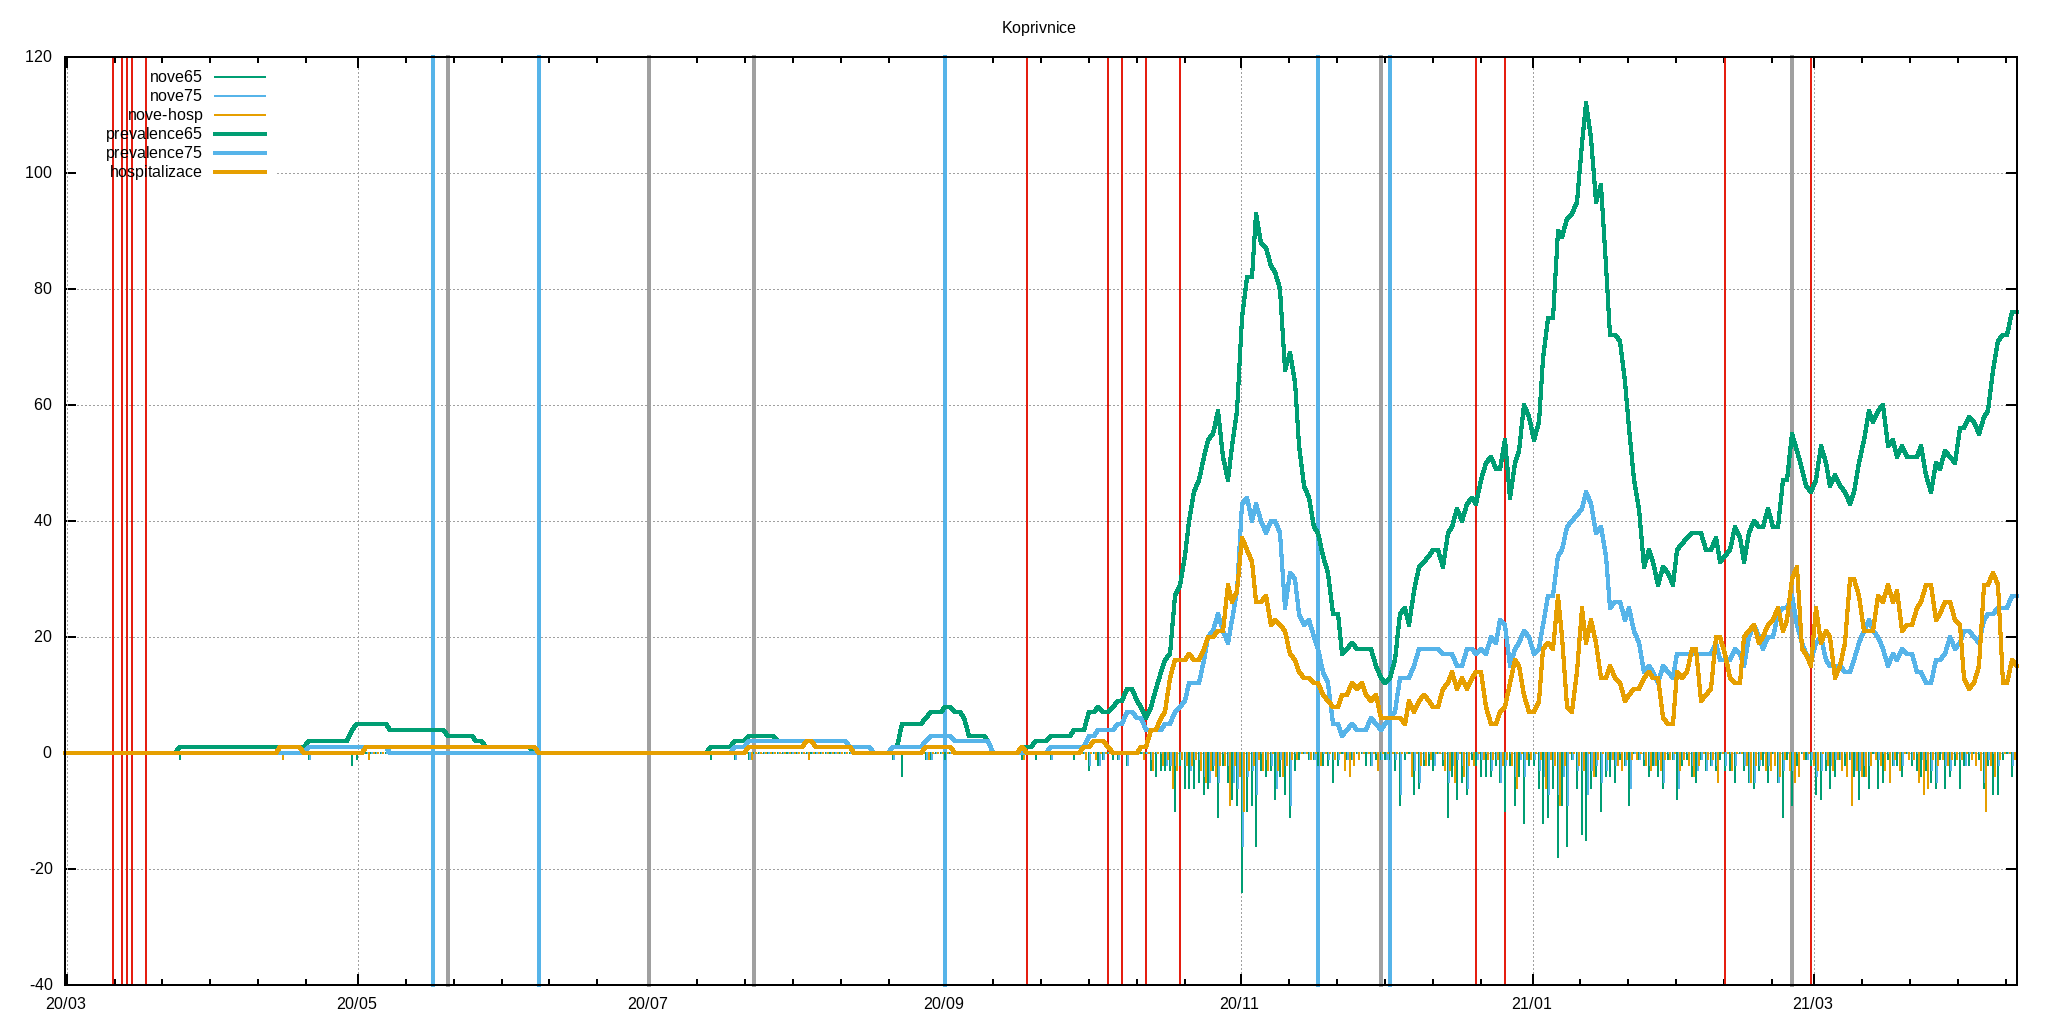 Koprivnice
120
100
80
60
40
20
0
-20
-40
nove65
nove75
nove-hosp
prevalence65
prevalence75
hospitalizace
20/03 20/05 20/07 20/09 20/11 21/01 21/03